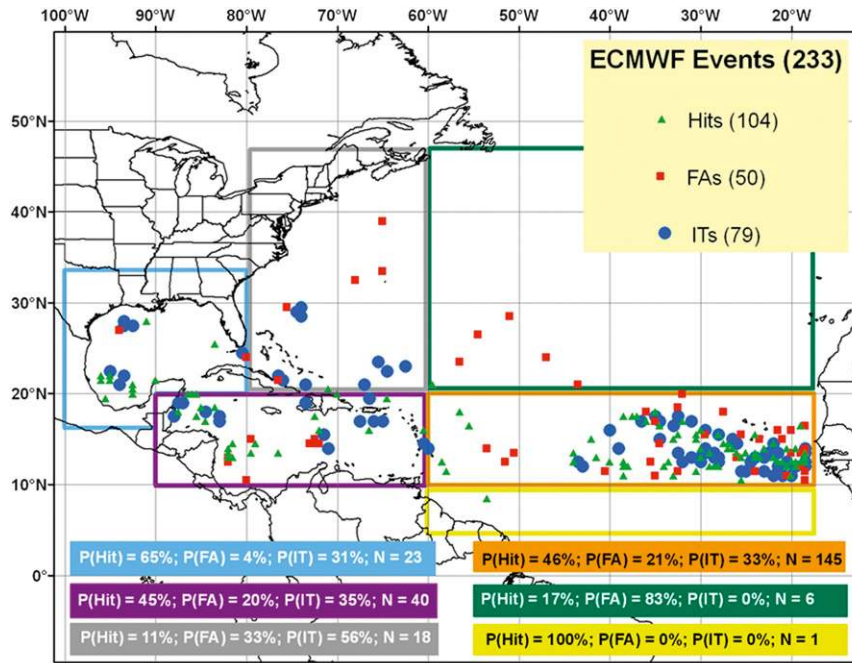 100°W 90°W 80°W 70°W 60°W 50°W 40°W 30°W 20°W
ECMWF Events (233)
Hits (104)
FAs (50)
ITs (79)
50°N
40°N
30°N
20°N
10°N
0°
P(Hit) = 65%; P(FA) = 4%; P(IT) = 31%; N = 23
P(Hit) = 46%; P(FA) = 21%; P(IT) = 33%; N = 145
P(Hit) = 45%; P(FA) = 20%; P(IT) = 35%; N = 40
P(Hit) = 17%; P(FA) = 83%; P(IT) = 0%; N = 6
P(Hit) = 11%; P(FA) = 33%; P(IT) = 56%; N = 18
P(Hit) = 100%; P(FA) = 0%; P(IT) = 0%; N = 1